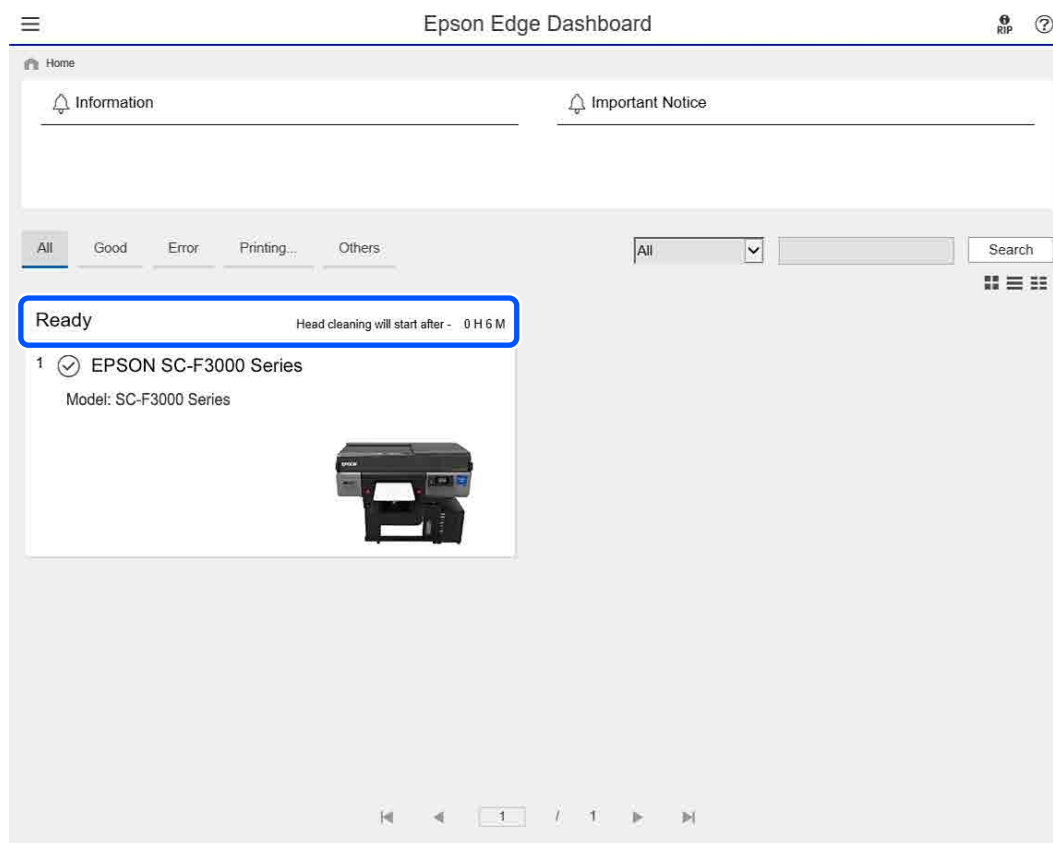 Epson Edge Dashboard
RIP
Home
Information
Important Notice
All Good Error Printing... Others
All
Search
Ready Head cleaning will start after - 0 H 6 M
1 EPSON SC-F3000 Series
Model: SC-F3000 Series
EPSON
1 / 1